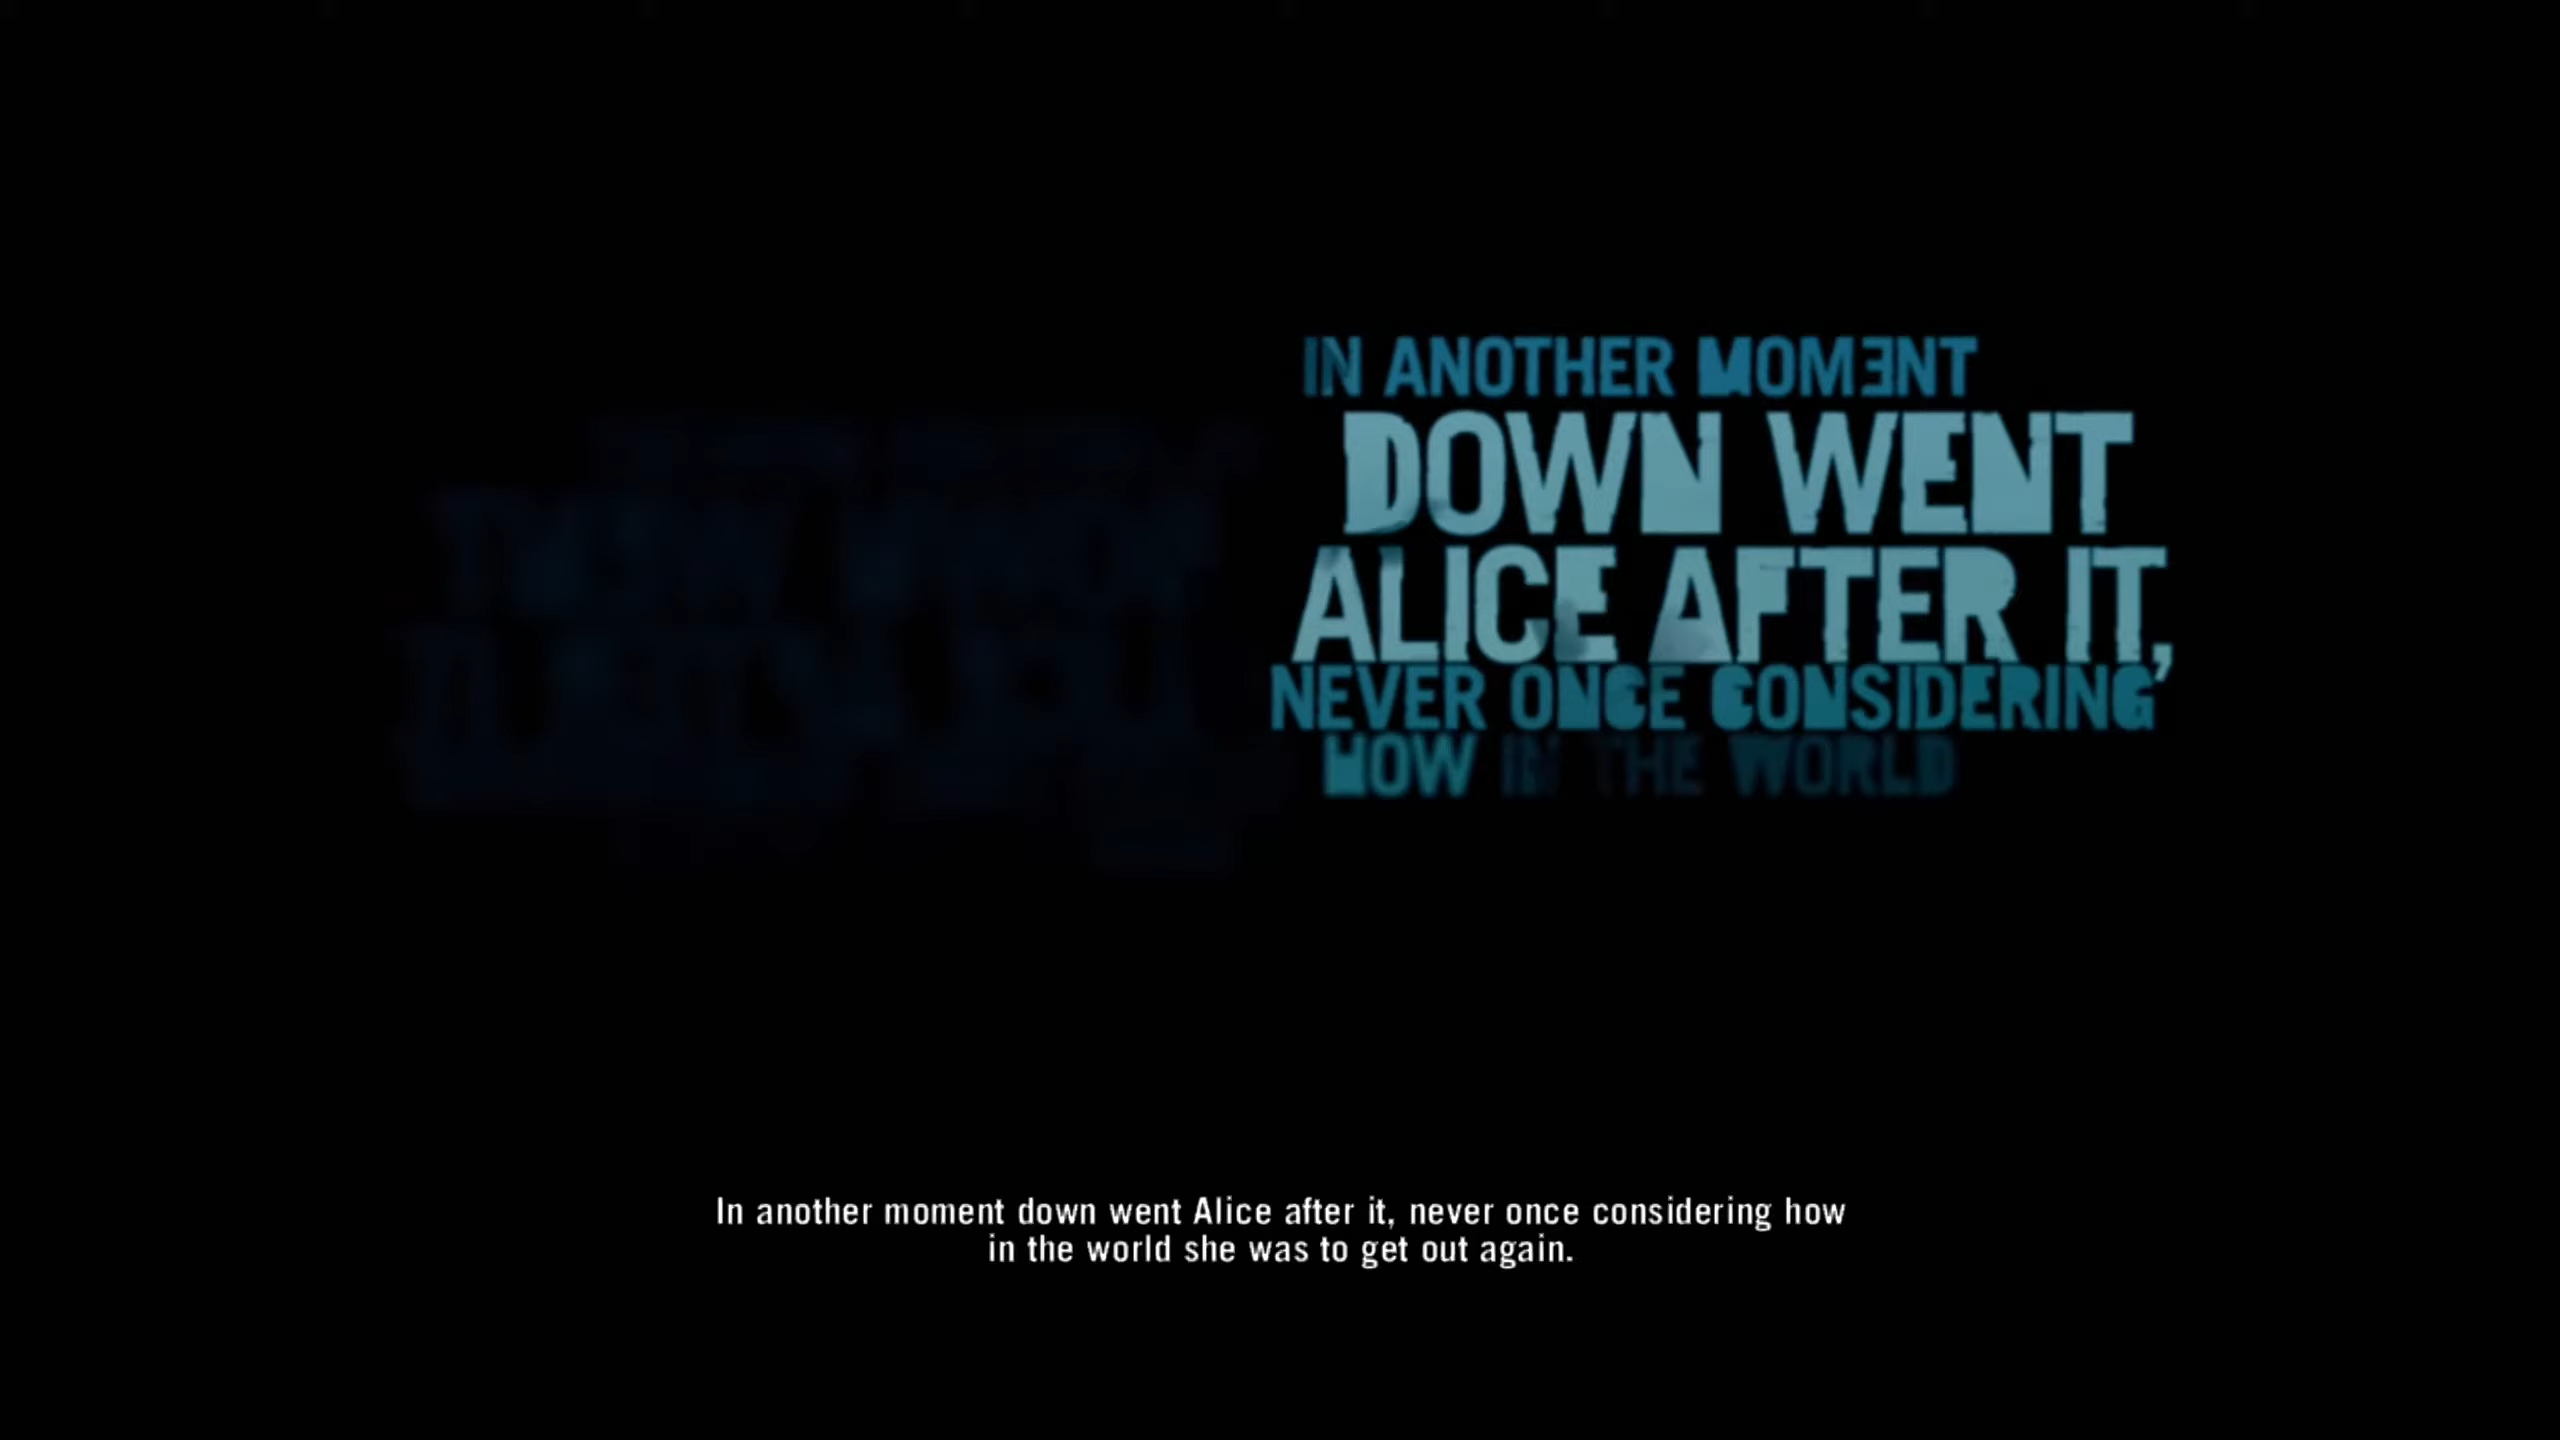 IN ANOTHER MOMENT
DOWN WENT
ALICE AFTER IT,
NEVER ONCE CONSIDERING
HOW IN THE WORLD
In another moment down went Alice after it, never once considering how
in the world she was to get out again.